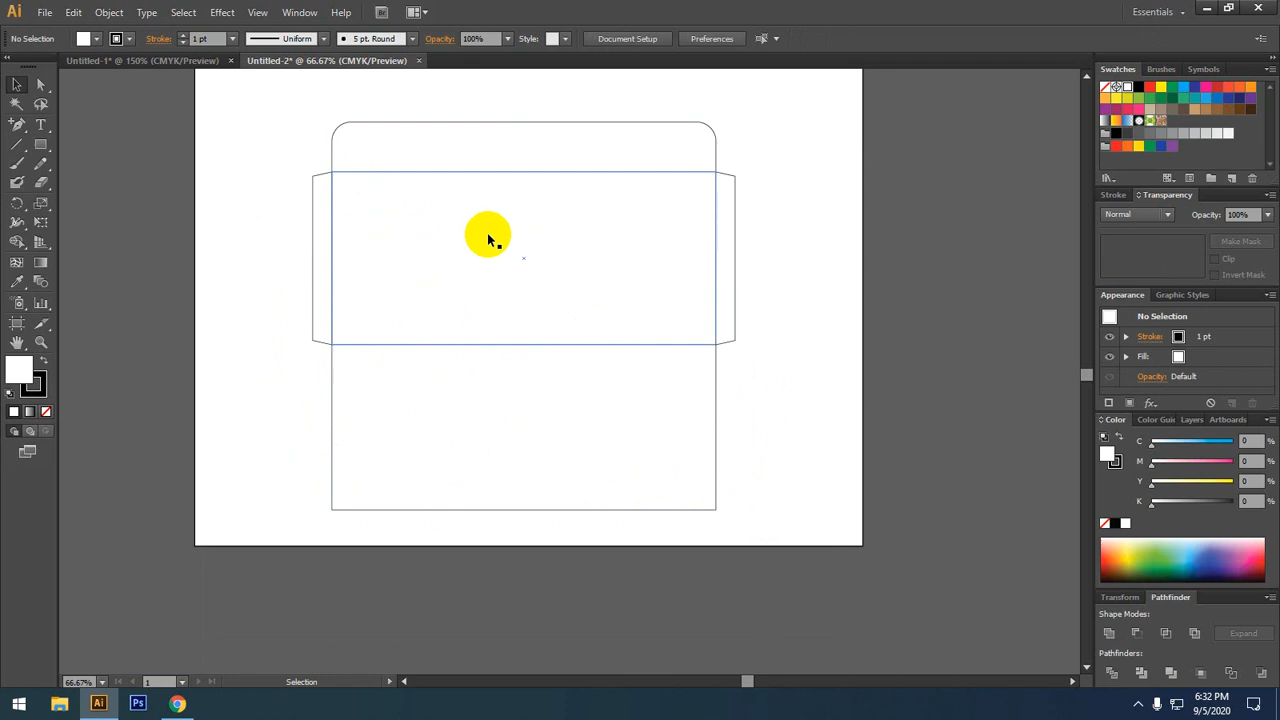 Ai File Edit Object Type Select Effect View Window Help Br Essentials
No Selection Stroke: 1 pt Uniform 5 pt. Round Opacity: 100% Style: Document Setup Preferences
Untitled-1* @ 150% (CMYK/Preview) × Untitled-2* @ 66.67% (CMYK/Preview) ×
Swatches Brushes Symbols
Stroke Transparency
Normal Opacity: 100%
Make Mask
Clip
Invert Mask
Appearance Graphic Styles
No Selection
Stroke: 1 pt
Fill:
Opacity: Default
fx
Color Color Guide Layers Artboards
C 0 %
M 0 %
Y 0 %
K 0 %
Transform Pathfinder
Shape Modes:
Expand
Pathfinders:
66.67% 1 Selection
Ai Ps
6:32 PM
9/5/2020